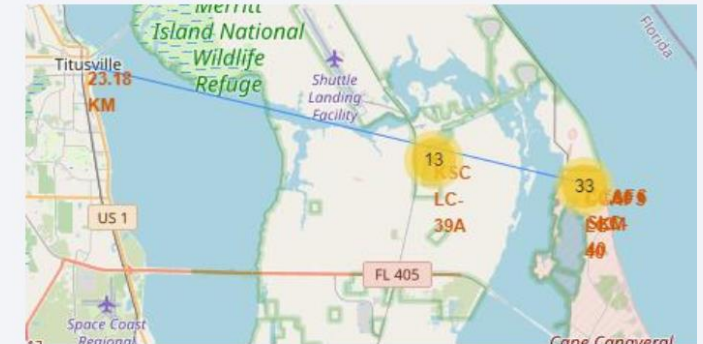 Merritt
Island National
Wildlife
Refuge
Florida
Titusville
23.18
KM
Shuttle
Landing
Facility
13
KSC
LC-
39A
33
40
US 1
FL 405
Space Coast
Regional
Cape Canaveral